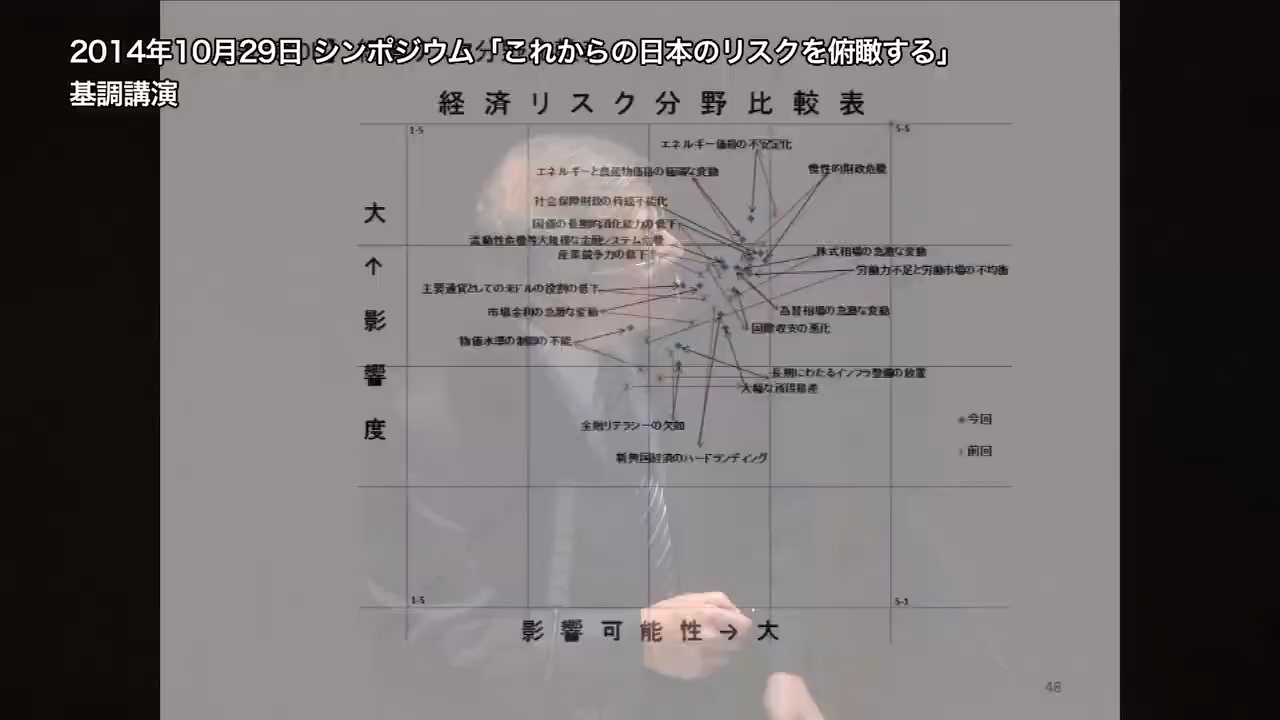 2014年10月29日 シンポジウム「これからの日本のリスクを俯瞰する」
基調講演
経済リスク分野比較表
1-5
5-5
エネルギー価格の不安定化
エネルギーと農産物価格の極端な変動
慢性的財政危機
社会保障財政の持続不能化
国債の長期的消化能力の低下
流動性危機等大規模な金融システム危機
産業競争力の低下
株式相場の急激な変動
労働力不足と労働市場の不均衡
主要通貨としての米ドルの役割の低下
市場金利の急激な変動
為替相場の急激な変動
国際収支の悪化
物価水準の制御の不能
長期にわたるインフラ整備の放置
大幅な所得格差
金融リテラシーの欠如
新興国経済のハードランディング
今回
前回
大
↑
影
響
度
1-5
5-1
影響可能性→大
48